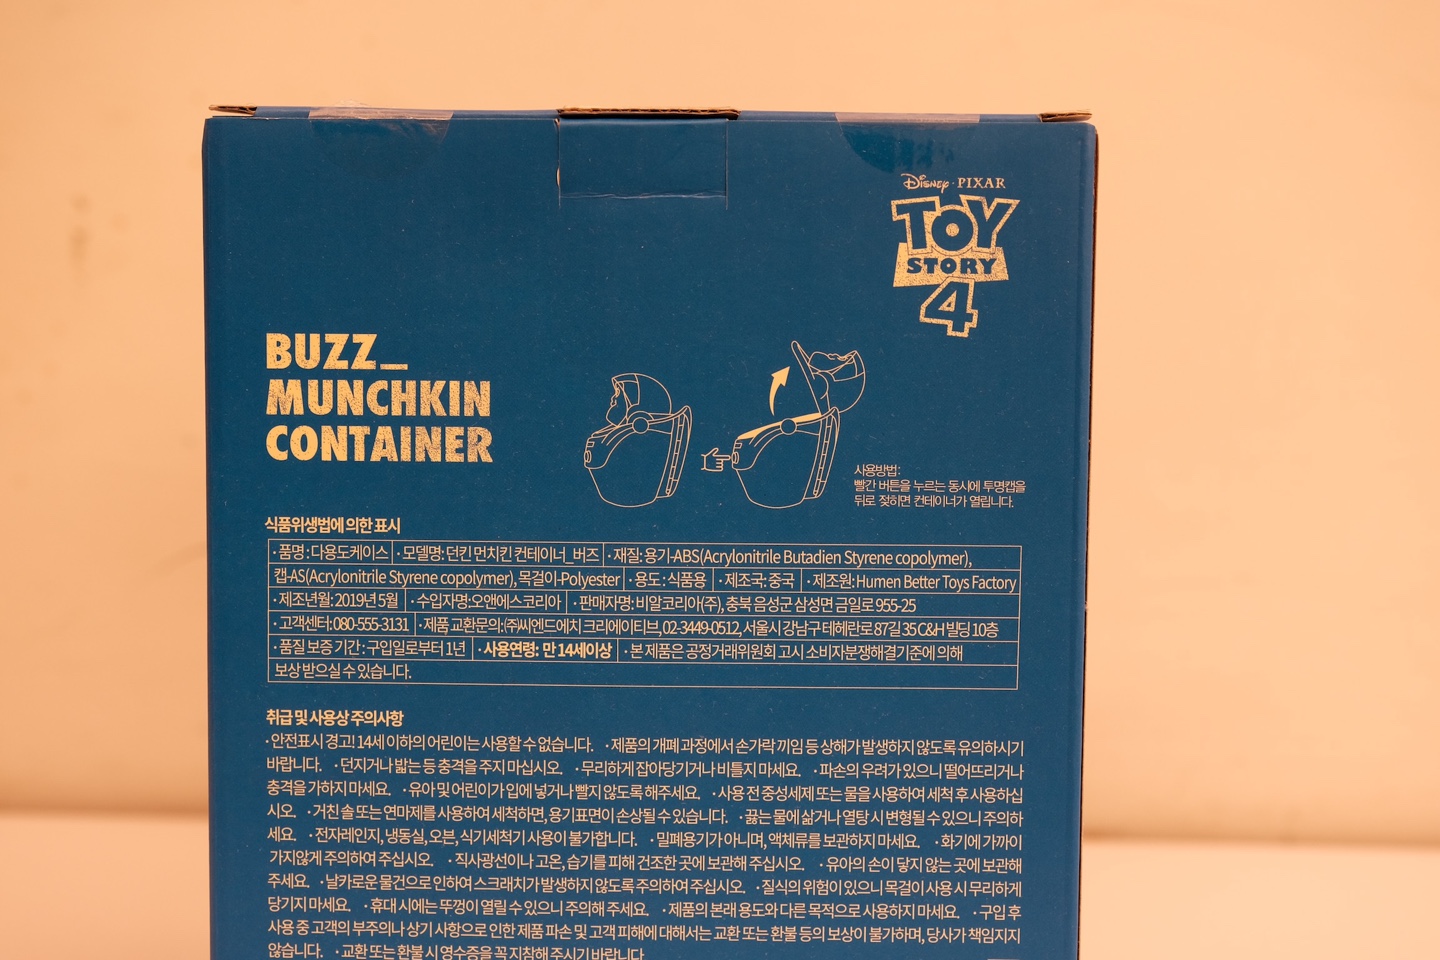 Disney · PIXAR
TOY
STORY
4
BUZZ_
MUNCHKIN
CONTAINER
사용방법:
빨간 버튼을 누르는 동시에 투명캡을
뒤로 젖히면 컨테이너가 열립니다.
식품위생법에 의한 표시
· 품명 : 다용도케이스 · 모델명: 던킨 먼치킨 컨테이너_버즈 · 재질: 용기-ABS(Acrylonitrile Butadien Styrene copolymer),
캡-AS(Acrylonitrile Styrene copolymer), 목걸이-Polyester · 용도 : 식품용 · 제조국: 중국 · 제조원: Humen Better Toys Factory
· 제조년월: 2019년 5월 · 수입자명:오앤에스코리아 · 판매자명: 비알코리아(주), 충북 음성군 삼성면 금일로 955-25
· 고객센터: 080-555-3131 · 제품 교환문의:㈜씨엔드에치 크리에이티브, 02-3449-0512, 서울시 강남구 테헤란로 87길 35 C&H 빌딩 10층
· 품질 보증 기간 : 구입일로부터 1년 · 사용연령: 만 14세이상 · 본 제품은 공정거래위원회 고시 소비자분쟁해결기준에 의해
보상 받으실 수 있습니다.
취급 및 사용상 주의사항
· 안전표시 경고! 14세 이하의 어린이는 사용할 수 없습니다. · 제품의 개폐 과정에서 손가락 끼임 등 상해가 발생하지 않도록 유의하시기
바랍니다. · 던지거나 밟는 등 충격을 주지 마십시오. · 무리하게 잡아당기거나 비틀지 마세요. · 파손의 우려가 있으니 떨어뜨리거나
충격을 가하지 마세요. · 유아 및 어린이가 입에 넣거나 빨지 않도록 해주세요. · 사용 전 중성세제 또는 물을 사용하여 세척 후 사용하십
시오. · 거친 솔 또는 연마제를 사용하여 세척하면, 용기표면이 손상될 수 있습니다. · 끓는 물에 삶거나 열탕 시 변형될 수 있으니 주의하
세요. · 전자레인지, 냉동실, 오븐, 식기세척기 사용이 불가합니다. · 밀폐용기가 아니며, 액체류를 보관하지 마세요. · 화기에 가까이
가지않게 주의하여 주십시오. · 직사광선이나 고온, 습기를 피해 건조한 곳에 보관해 주십시오. · 유아의 손이 닿지 않는 곳에 보관해
주세요. · 날카로운 물건으로 인하여 스크래치가 발생하지 않도록 주의하여 주십시오. · 질식의 위험이 있으니 목걸이 사용 시 무리하게
당기지 마세요. · 휴대 시에는 뚜껑이 열릴 수 있으니 주의해 주세요. · 제품의 본래 용도와 다른 목적으로 사용하지 마세요. · 구입 후
사용 중 고객의 부주의나 상기 사항으로 인한 제품 파손 및 고객 피해에 대해서는 교환 또는 환불 등의 보상이 불가하며, 당사가 책임지지
않습니다. · 교환 또는 환불 시 영수증을 꼭 지참해 주시기 바랍니다.